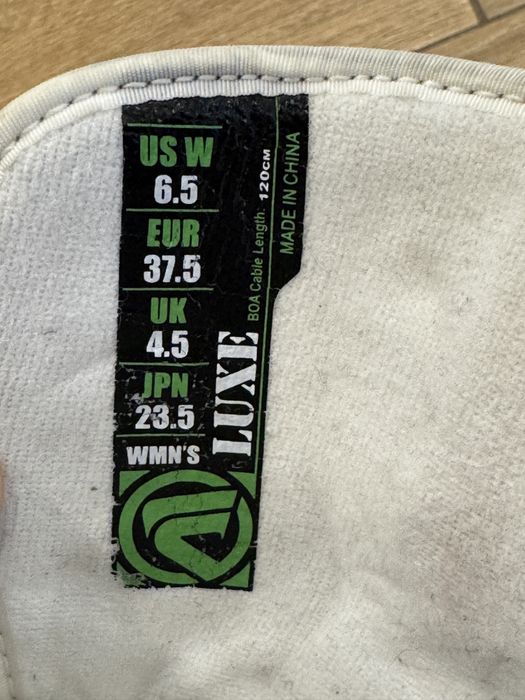 US W
6.5
EUR
37.5
UK
4.5
JPN
23.5
WMN'S
LUXE
BOA Cable Length. 120CM
MADE IN CHINA